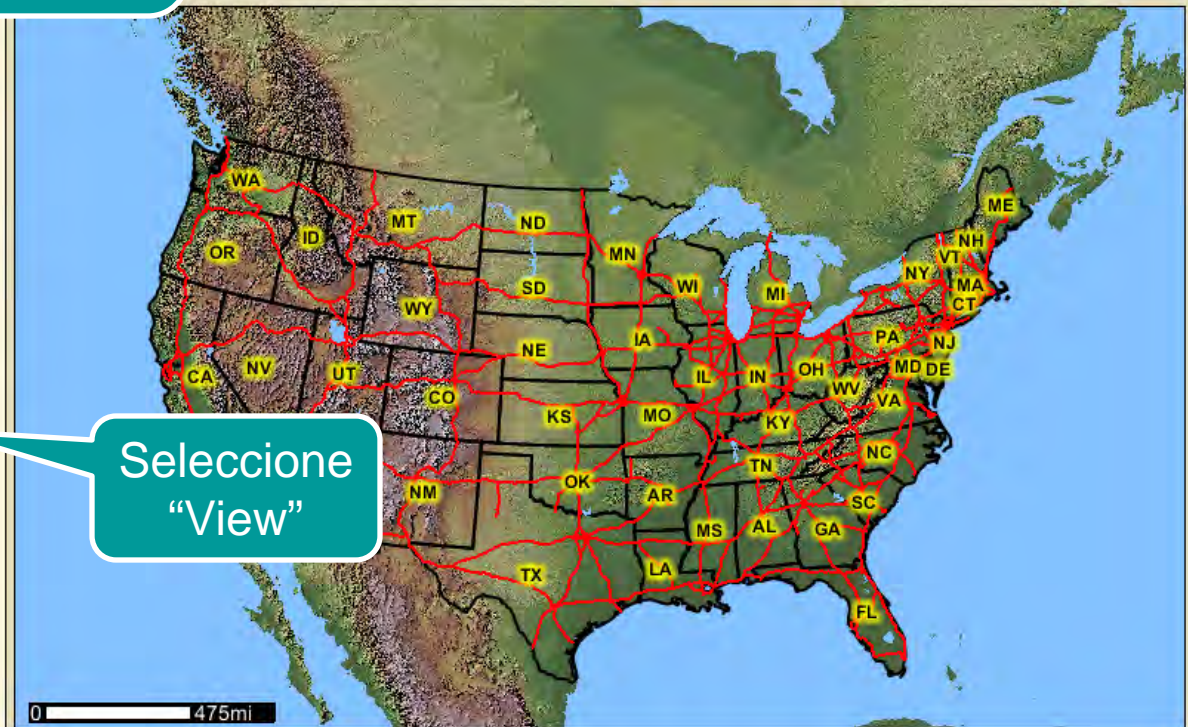 WA
MT
ND
ME
OR
ID
MN
NH
VT
NY
SD
WI
MI
MA
WY
CT
NE
IA
PA
NJ
CA
NV
UT
CO
IL
IN
OH
WV
MD
DE
VA
KS
MO
KY
Seleccione
“View”
NC
NM
OK
AR
TN
SC
MS
AL
GA
TX
LA
FL
0
475mi